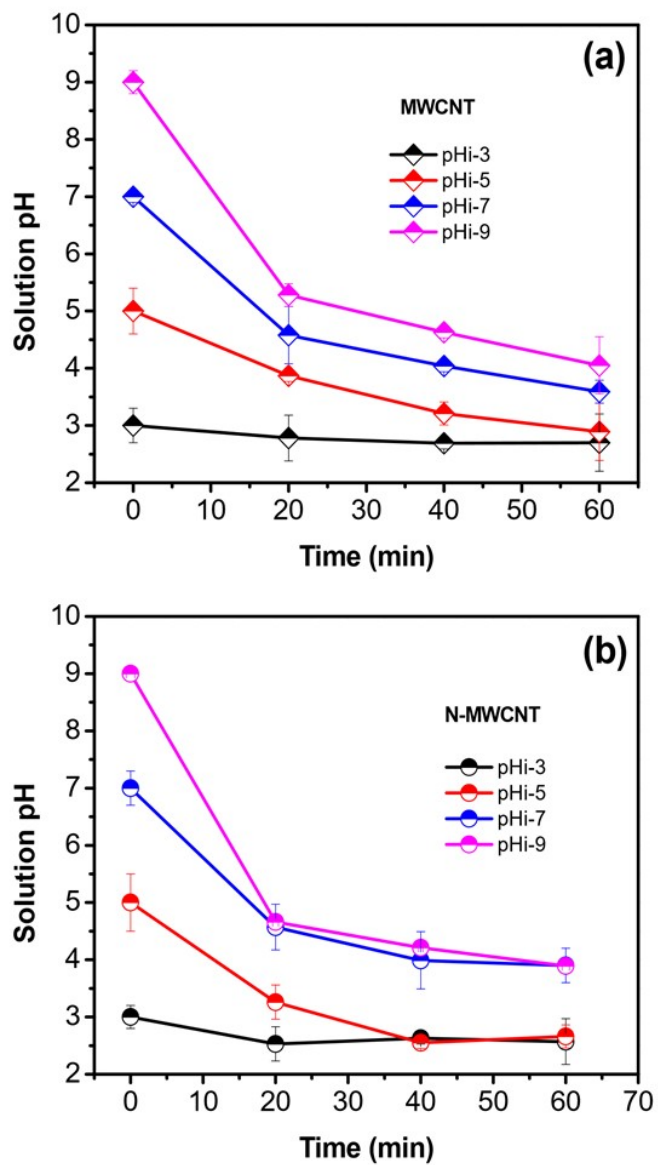 10
9
8
7
6
5
4
3
2
Solution pH
(a)
MWCNT
pHi-3
pHi-5
pHi-7
pHi-9
0 10 20 30 40 50 60
Time (min)
10
9
8
7
6
5
4
3
2
Solution pH
(b)
N-MWCNT
pHi-3
pHi-5
pHi-7
pHi-9
0 10 20 30 40 50 60 70
Time (min)